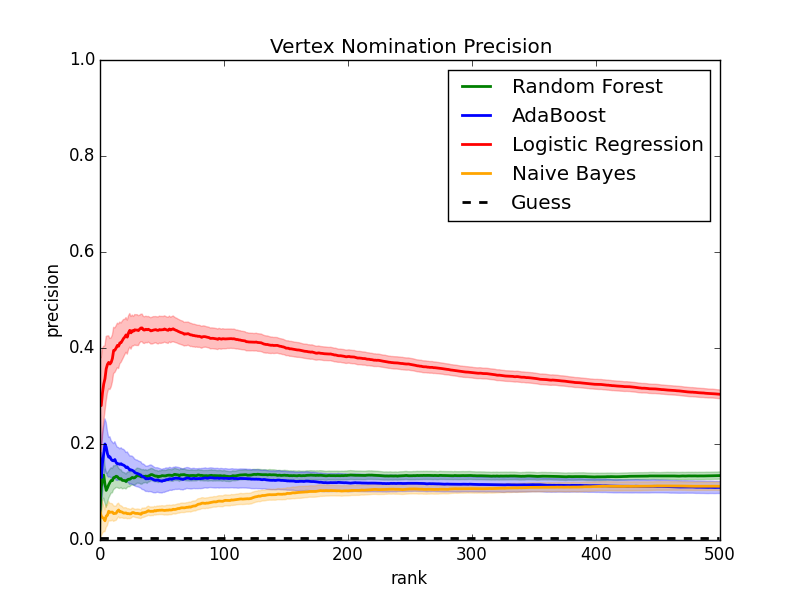 Vertex Nomination Precision
1.0
0.8
0.6
0.4
0.2
0.0
precision
Random Forest
AdaBoost
Logistic Regression
Naive Bayes
Guess
0 100 200 300 400 500
rank